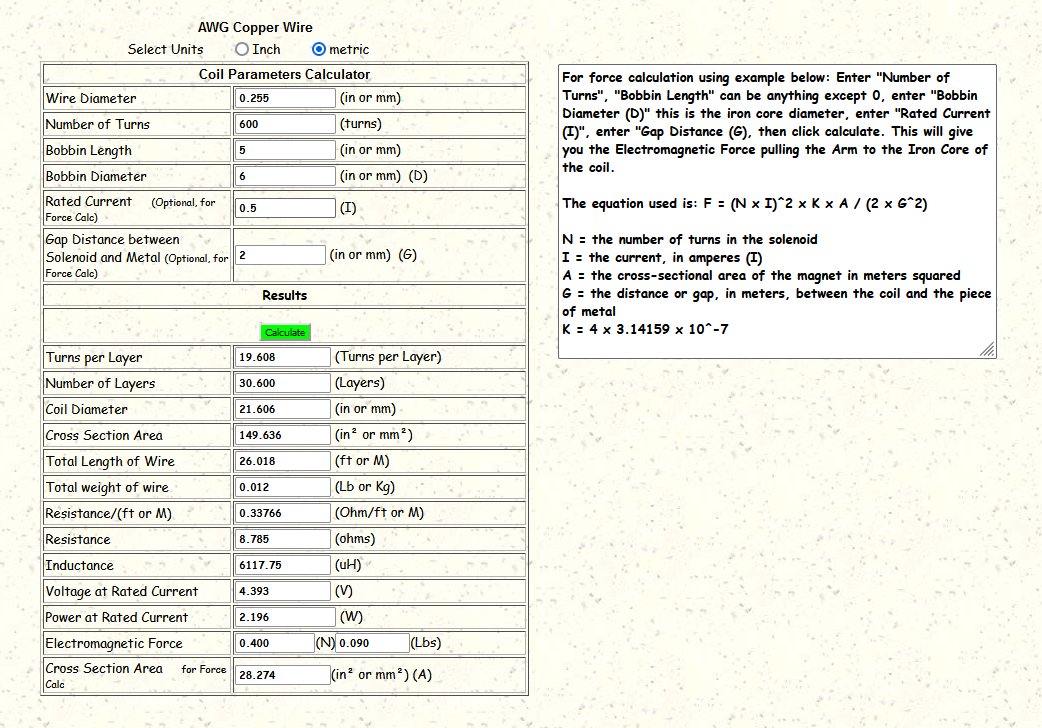 AWG Copper Wire
Select Units Inch metric
Coil Parameters Calculator
Wire Diameter 0.255 (in or mm)
Number of Turns 600 (turns)
Bobbin Length 5 (in or mm)
Bobbin Diameter 6 (in or mm) (D)
Rated Current (Optional, for
Force Calc) 0.5 (I)
Gap Distance between
Solenoid and Metal (Optional, for
Force Calc) 2 (in or mm) (G)
Results
Calculate
Turns per Layer 19.608 (Turns per Layer)
Number of Layers 30.600 (Layers)
Coil Diameter 21.606 (in or mm)
Cross Section Area 149.636 (in² or mm²)
Total Length of Wire 26.018 (ft or M)
Total weight of wire 0.012 (Lb or Kg)
Resistance/(ft or M) 0.33766 (Ohm/ft or M)
Resistance 8.785 (ohms)
Inductance 6117.75 (uH)
Voltage at Rated Current 4.393 (V)
Power at Rated Current 2.196 (W)
Electromagnetic Force 0.400 (N) 0.090 (Lbs)
Cross Section Area for Force
Calc 28.274 (in² or mm²) (A)
For force calculation using example below: Enter "Number of
Turns", "Bobbin Length" can be anything except 0, enter "Bobbin
Diameter (D)" this is the iron core diameter, enter "Rated Current
(I)", enter "Gap Distance (G), then click calculate. This will give
you the Electromagnetic Force pulling the Arm to the Iron Core of
the coil.
The equation used is: F = (N x I)^2 x K x A / (2 x G^2)
N = the number of turns in the solenoid
I = the current, in amperes (I)
A = the cross-sectional area of the magnet in meters squared
G = the distance or gap, in meters, between the coil and the piece
of metal
K = 4 x 3.14159 x 10^-7